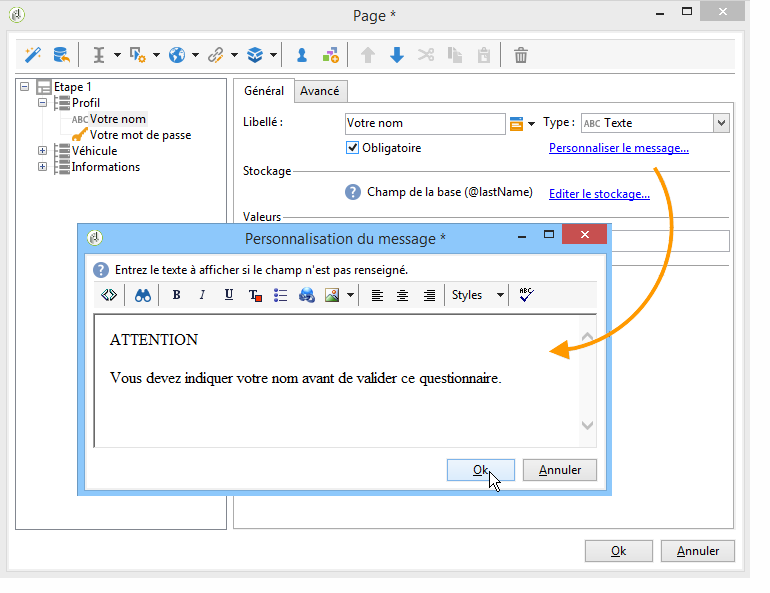 Page *
Etape 1
Profil
ABC Votre nom
Votre mot de passe
Véhicule
Informations
Général Avancé
Libellé : Votre nom Type : ABC Texte
Obligatoire Personnaliser le message...
Stockage
Champ de la base (@lastName) Editer le stockage...
Valeurs
Personnalisation du message *
Entrez le texte à afficher si le champ n'est pas renseigné.
B I U T Styles ABC
ATTENTION
Vous devez indiquer votre nom avant de valider ce questionnaire.
Ok Annuler
Ok Annuler